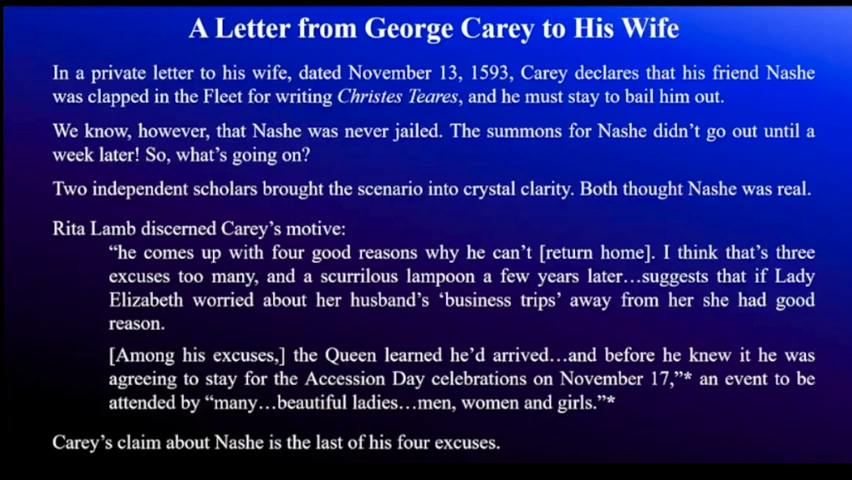 A Letter from George Carey to His Wife
In a private letter to his wife, dated November 13, 1593, Carey declares that his friend Nashe
was clapped in the Fleet for writing Christes Teares, and he must stay to bail him out.
We know, however, that Nashe was never jailed. The summons for Nashe didn't go out until a
week later! So, what's going on?
Two independent scholars brought the scenario into crystal clarity. Both thought Nashe was real.
Rita Lamb discerned Carey's motive:
“he comes up with four good reasons why he can't [return home]. I think that's three
excuses too many, and a scurrilous lampoon a few years later…suggests that if Lady
Elizabeth worried about her husband's ‘business trips’ away from her she had good
reason.
[Among his excuses,] the Queen learned he'd arrived…and before he knew it he was
agreeing to stay for the Accession Day celebrations on November 17,”* an event to be
attended by “many…beautiful ladies…men, women and girls.”*
Carey's claim about Nashe is the last of his four excuses.